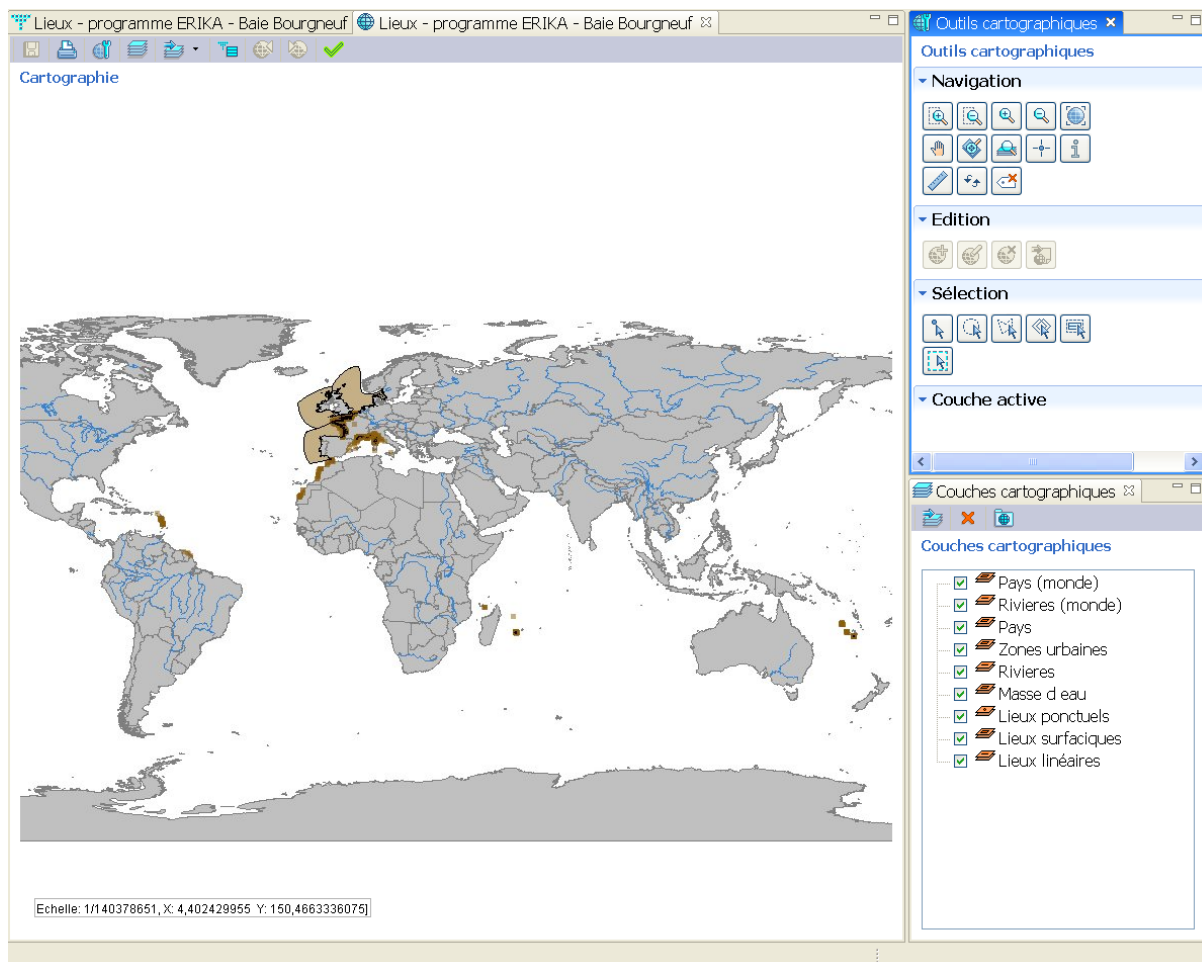 Lieux - programme ERIKA - Baie Bourgneuf
Lieux - programme ERIKA - Baie Bourgneuf
Cartographie
Echelle: 1/140378651, X: 4,402429955 Y: 150,4663336075]
Outils cartographiques
Outils cartographiques
Navigation
Edition
Sélection
Couche active
Couches cartographiques
Couches cartographiques
Pays (monde)
Rivieres (monde)
Pays
Zones urbaines
Rivieres
Masse d eau
Lieux ponctuels
Lieux surfaciques
Lieux linéaires